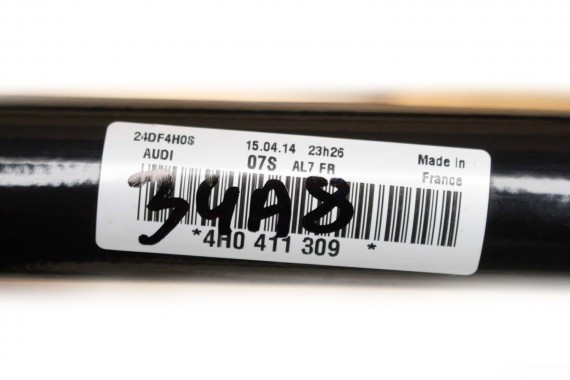 24DF4H0S 15.04.14 23h26 Made in
AUDI 07S AL7 FR France
34A8
*4H0 411 309 *